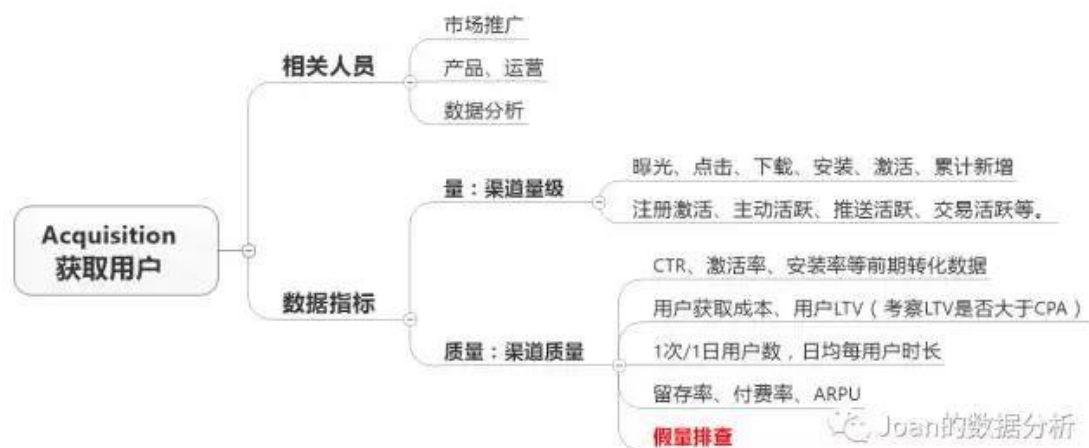 Acquisition
获取用户
相关人员
市场推广
产品、运营
数据分析
数据指标
量：渠道量级
曝光、点击、下载、安装、激活、累计新增
注册激活、主动活跃、推送活跃、交易活跃等。
质量：渠道质量
CTR、激活率、安装率等前期转化数据
用户获取成本、用户LTV（考察LTV是否大于CPA）
1次/1日用户数，日均每用户时长
留存率、付费率、ARPU
假量排查
Joan的数据分析